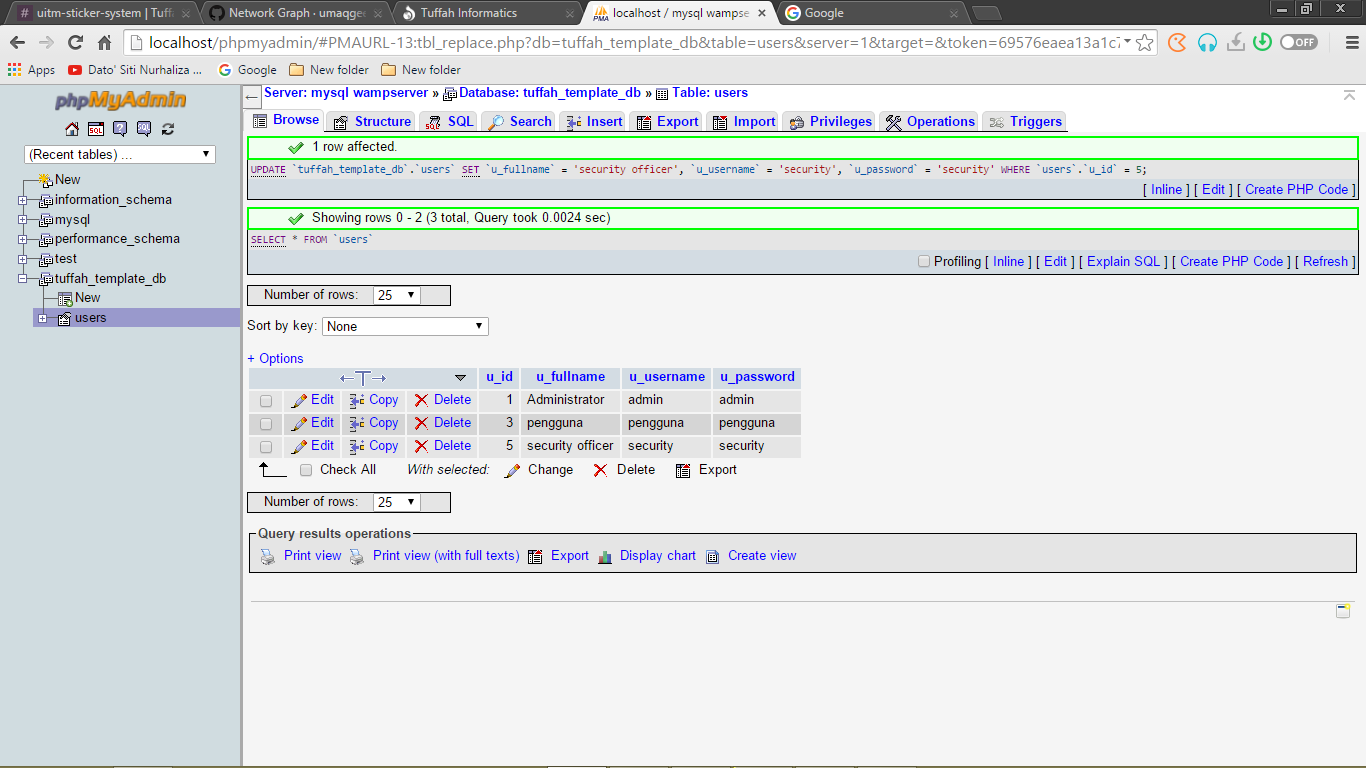 uitm-sticker-system | Tuffa
Network Graph · umaqgee
Tuffah Informatics
localhost / mysql wampse
Google
localhost/phpmyadmin/#PMAURL-13:tbl_replace.php?db=tuffah_template_db&table=users&server=1&target=&token=69576eaea13a1c7
OFF
Apps
Dato' Siti Nurhaliza ...
Google
New folder
New folder
phpMyAdmin
SQL
(Recent tables) ...
New
information_schema
mysql
performance_schema
test
tuffah_template_db
New
users
Server: mysql wampserver » Database: tuffah_template_db » Table: users
Browse Structure SQL Search Insert Export Import Privileges Operations Triggers
1 row affected.
UPDATE `tuffah_template_db`.`users` SET `u_fullname` = 'security officer', `u_username` = 'security', `u_password` = 'security' WHERE `users`.`u_id` = 5;
[ Inline ] [ Edit ] [ Create PHP Code ]
Showing rows 0 - 2 (3 total, Query took 0.0024 sec)
SELECT * FROM `users`
Profiling [ Inline ] [ Edit ] [ Explain SQL ] [ Create PHP Code ] [ Refresh ]
Number of rows: 25
Sort by key: None
+ Options
u_id u_fullname u_username u_password
Edit Copy Delete 1 Administrator admin admin
Edit Copy Delete 3 pengguna pengguna pengguna
Edit Copy Delete 5 security officer security security
Check All With selected: Change Delete Export
Number of rows: 25
Query results operations
Print view Print view (with full texts) Export Display chart Create view